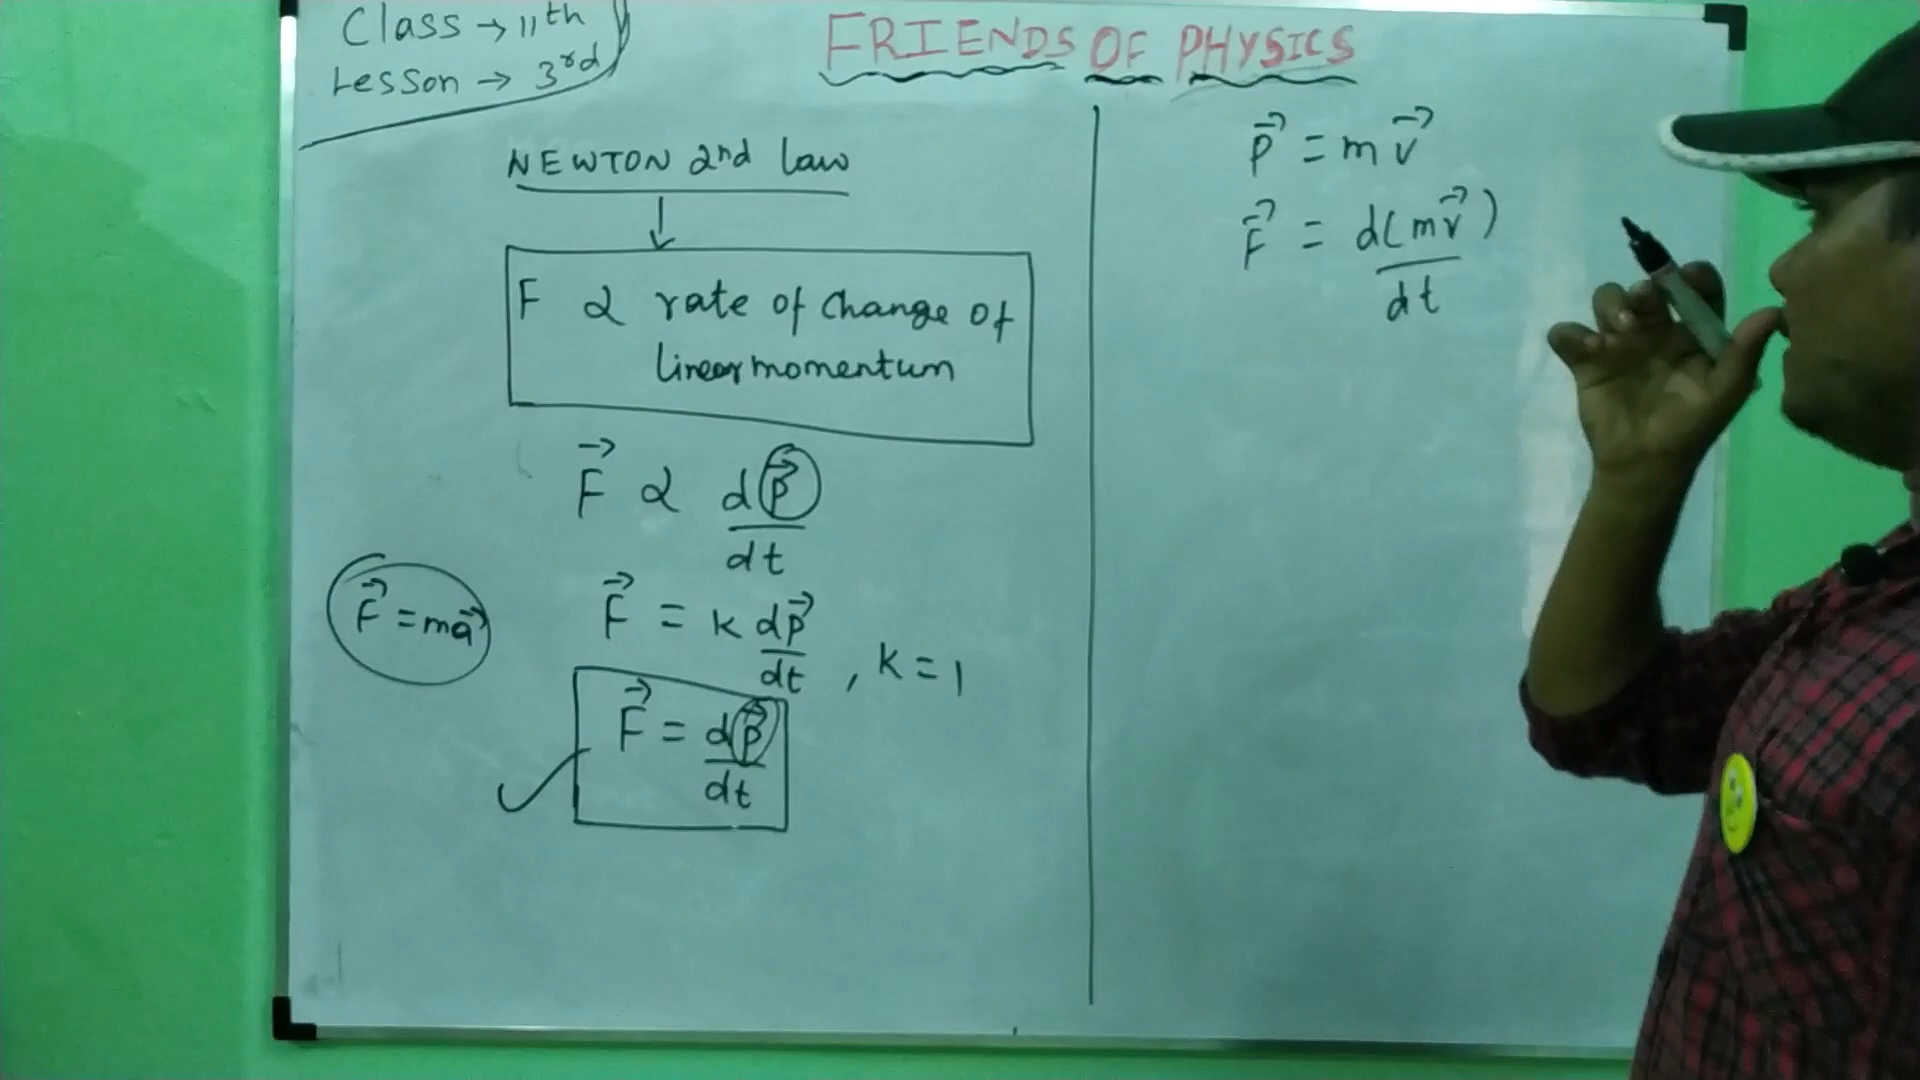 Class → 11th
Lesson → 3rd
FRIENDS OF PHYSICS
NEWTON 2nd law
↓
F ∝ rate of change of
linear momentum
F⃗ ∝ dp⃗/dt
F⃗ = ma⃗
F⃗ = k dp⃗/dt , k = 1
F⃗ = dp⃗/dt
p⃗ = mv⃗
F⃗ = d(mv⃗)/dt